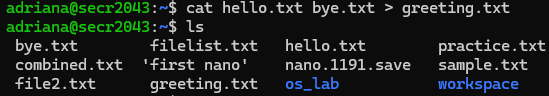 adriana@secr2043:~$ cat hello.txt bye.txt > greeting.txt
adriana@secr2043:~$ ls
bye.txt filelist.txt hello.txt practice.txt
combined.txt 'first nano' nano.1191.save sample.txt
file2.txt greeting.txt os_lab workspace